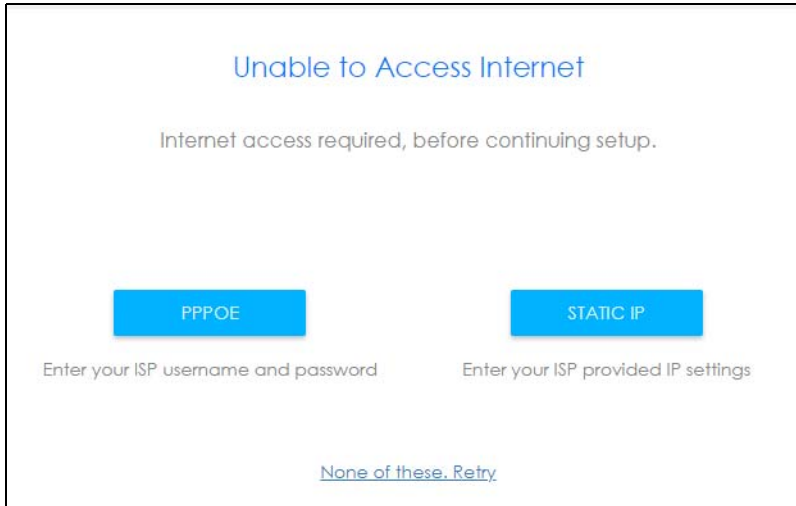 Unable to Access Internet
Internet access required, before continuing setup.
PPPOE
STATIC IP
Enter your ISP username and password
Enter your ISP provided IP settings
None of these. Retry